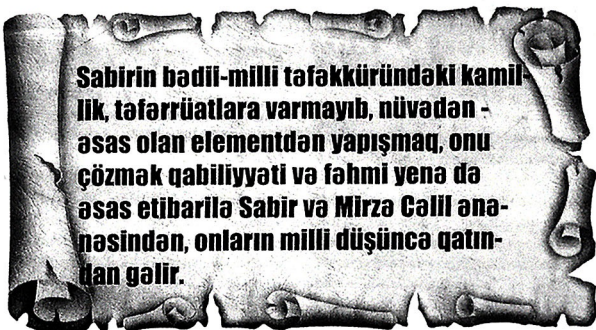 Sabirin bədii-milli təfəkküründəki kamil-
lik, təfərrüatlara varmayıb, nüvədən -
əsas olan elementdən yapışmaq, onu
çözmək qabiliyyəti və fəhmi yenə də
əsas etibarilə Sabir və Mirzə Cəlil ənə-
nəsindən, onların milli düşüncə qatın-
dan gəlir.